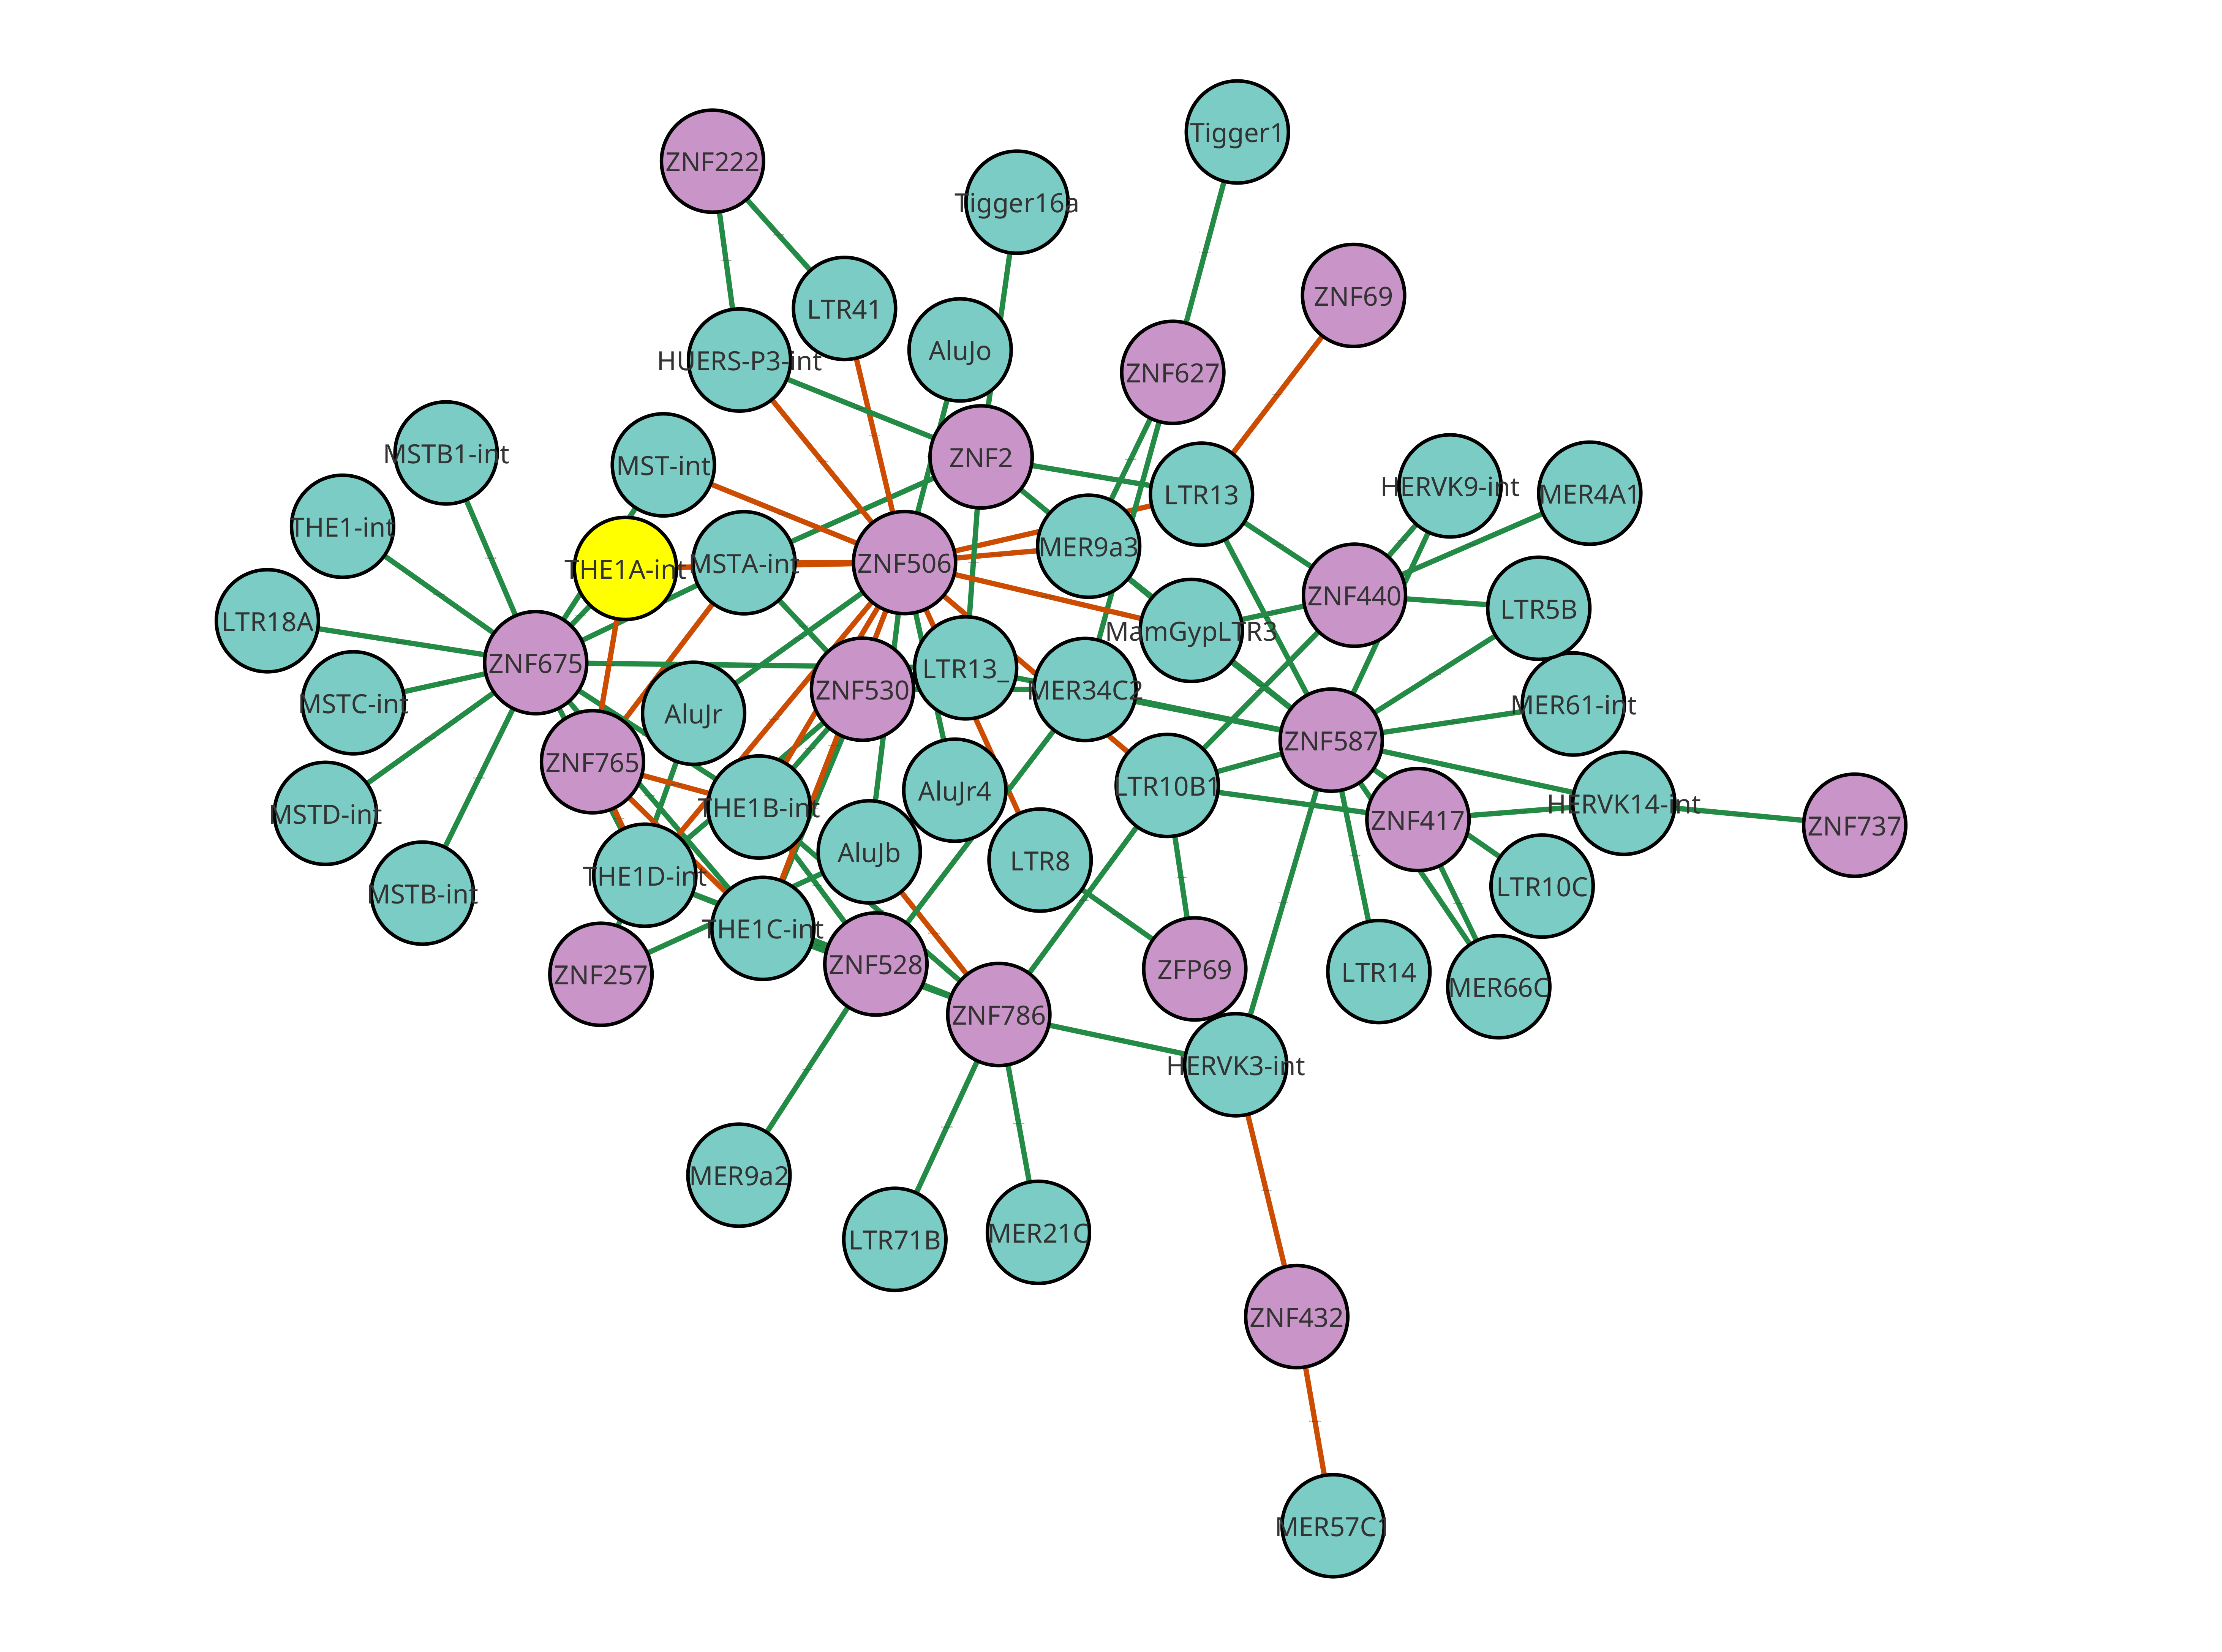 Tigger1
ZNF222
Tigger16a
ZNF69
LTR41
AluJo
HUERS-P3-int
ZNF627
MSTB1-int
ZNF2
MST-int
HERVK9-int
MER4A1
LTR13
THE1-int
MER9a3
ZNF506
MSTA-int
THE1A-int
ZNF440
LTR5B
LTR18A
MamGypLTR3
ZNF675
LTR13_
ZNF530
MER34C2
MSTC-int
MER61-int
AluJr
ZNF587
ZNF765
LTR10B1
AluJr4
THE1B-int
HERVK14-int
MSTD-int
ZNF417
ZNF737
AluJb
LTR8
THE1D-int
LTR10C
MSTB-int
THE1C-int
ZNF528
ZFP69
LTR14
ZNF257
MER66C
ZNF786
HERVK3-int
MER9a2
MER21C
LTR71B
ZNF432
MER57C1